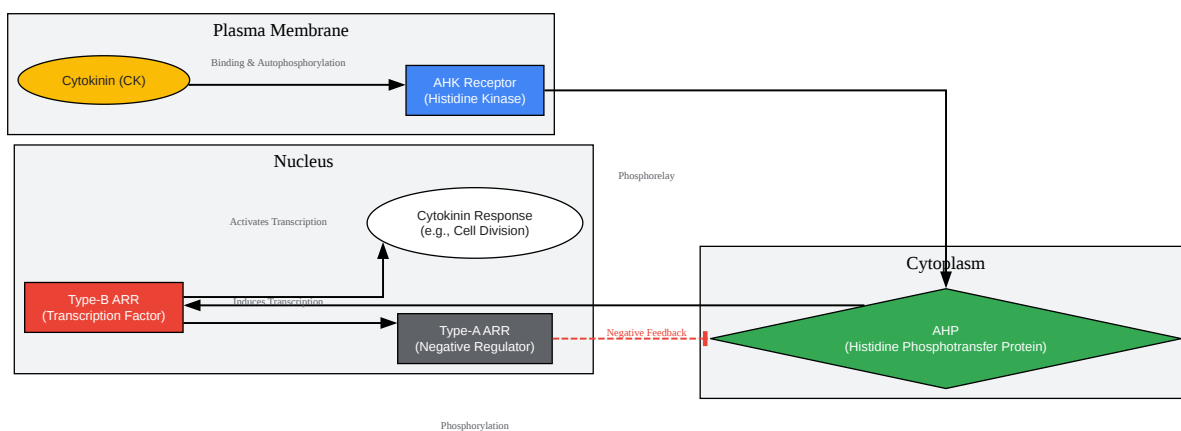 Plasma Membrane
Binding & Autophosphorylation
Cytokinin (CK)
AHK Receptor
(Histidine Kinase)
Nucleus
Phosphorelay
Activates Transcription
Cytokinin Response
(e.g., Cell Division)
Cytoplasm
Type-B ARR
(Transcription Factor)
Induces Transcription
Type-A ARR
(Negative Regulator)
Negative Feedback
AHP
(Histidine Phosphotransfer Protein)
Phosphorylation